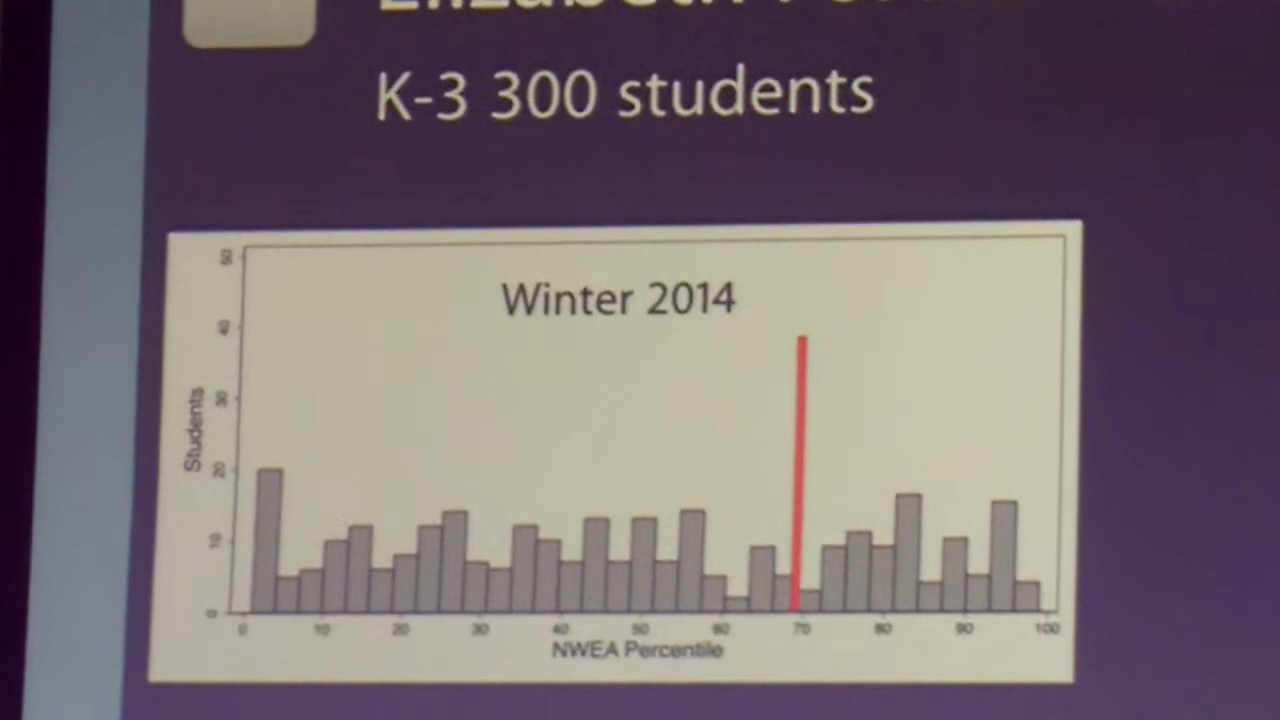 K-3 300 students
Winter 2014
50
40
30
20
10
0
Students
0 10 20 30 40 50 60 70 80 90 100
NWEA Percentile